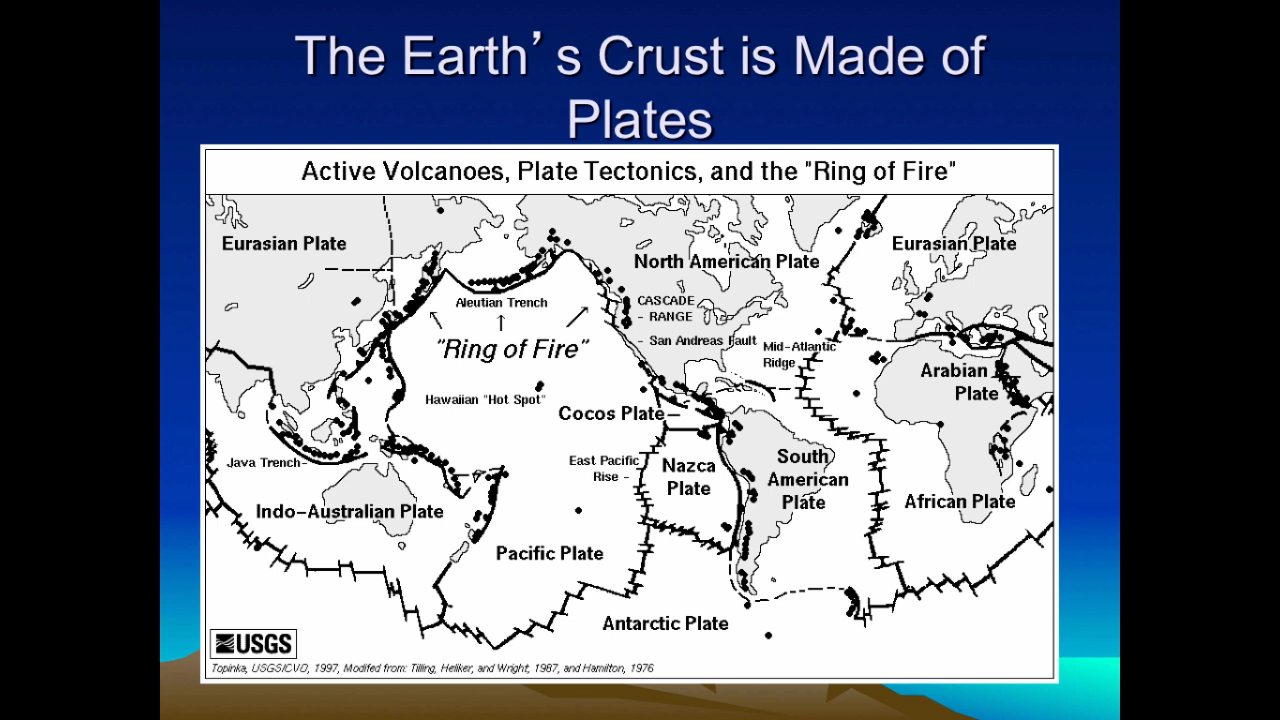 The Earth’s Crust is Made of
Plates
Active Volcanoes, Plate Tectonics, and the "Ring of Fire"
Eurasian Plate
Eurasian Plate
North American Plate
Aleutian Trench
CASCADE
- RANGE
- San Andreas Fault
"Ring of Fire"
Mid-Atlantic
Ridge
Arabian
Plate
Hawaiian "Hot Spot"
Cocos Plate
Java Trench
East Pacific
Rise -
Nazca
Plate
South
American
Plate
African Plate
Indo-Australian Plate
Pacific Plate
Antarctic Plate
USGS
Topinka, USGS/CVO, 1997, Modifed from: Tilling, Heliker, and Wright, 1987, and Hamilton, 1976